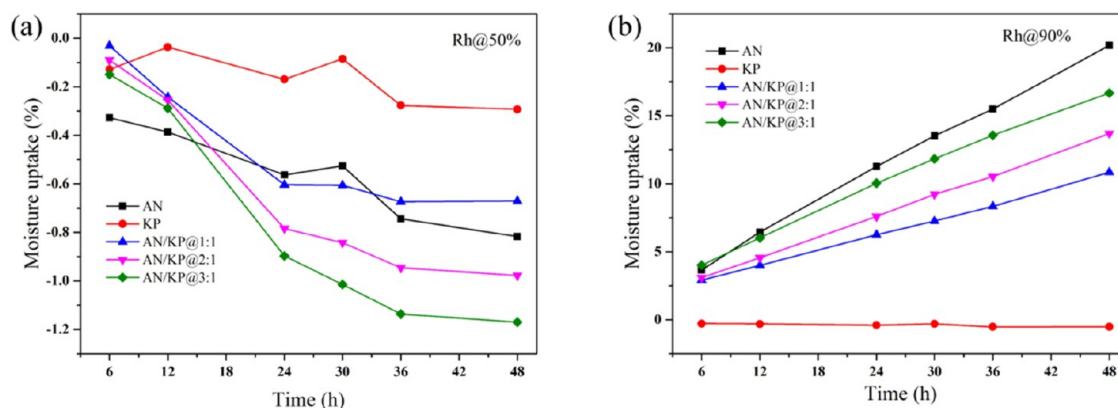 (a)
Rh@50%
Moisture uptake (%)
0.0
-0.2
-0.4
-0.6
-0.8
-1.0
-1.2
AN
KP
AN/KP@1:1
AN/KP@2:1
AN/KP@3:1
6 12 18 24 30 36 42 48
Time (h)
(b)
Rh@90%
Moisture uptake (%)
20
15
10
5
0
AN
KP
AN/KP@1:1
AN/KP@2:1
AN/KP@3:1
6 12 18 24 30 36 42 48
Time (h)